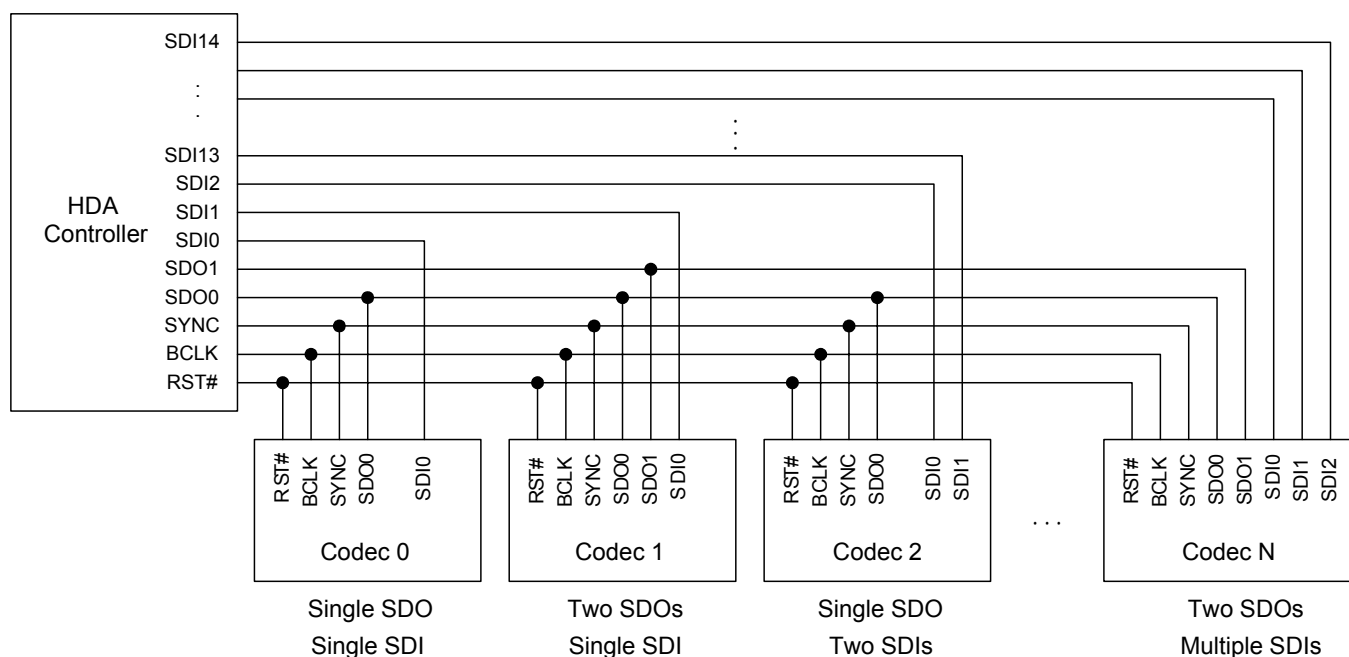 SDI14
.
.
.
SDI13
SDI2
SDI1
SDI0
SDO1
SDO0
SYNC
BCLK
RST#
HDA
Controller
.
.
.
RST#
BCLK
SYNC
SDO0
SDI0
Codec 0
Single SDO
Single SDI
RST#
BCLK
SYNC
SDO0
SDO1
SDI0
Codec 1
Two SDOs
Single SDI
RST#
BCLK
SYNC
SDO0
SDI0
SDI1
Codec 2
Single SDO
Two SDIs
. . .
RST#
BCLK
SYNC
SDO0
SDO1
SDI0
SDI1
SDI2
Codec N
Two SDOs
Multiple SDIs